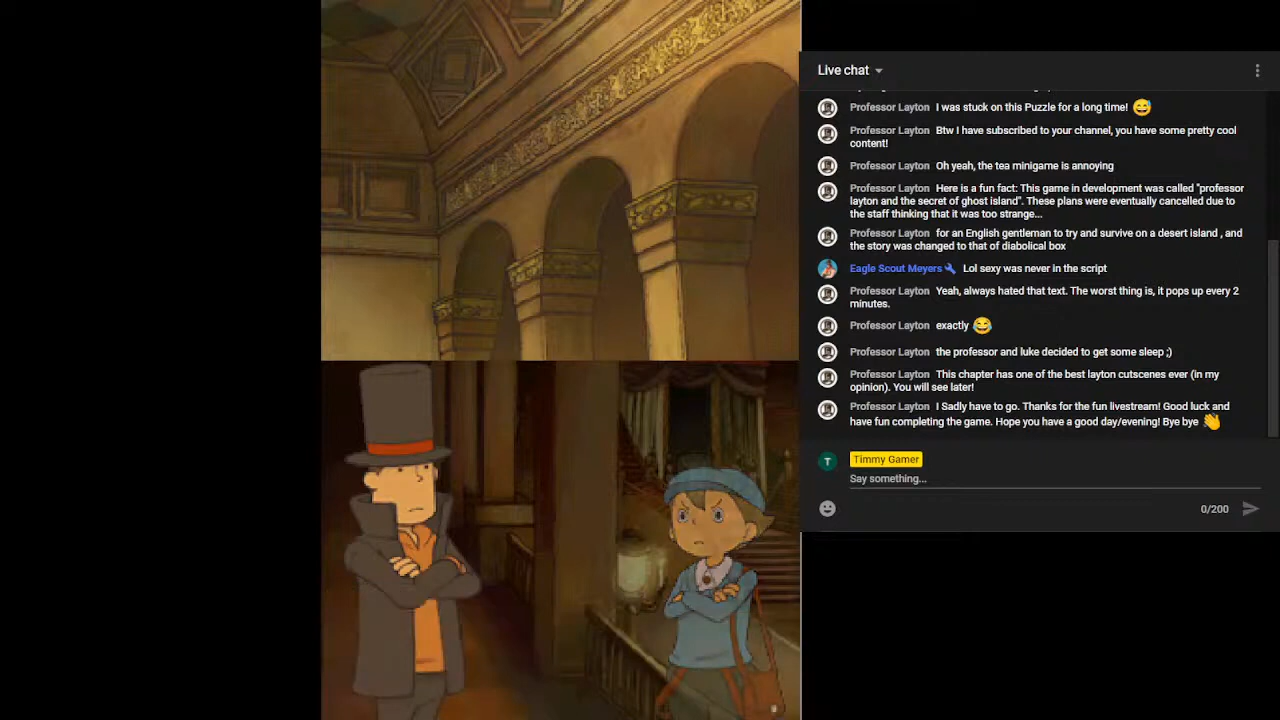 Live chat
Professor Layton I was stuck on this Puzzle for a long time! 😅
Professor Layton Btw I have subscribed to your channel, you have some pretty cool
content!
Professor Layton Oh yeah, the tea minigame is annoying
Professor Layton Here is a fun fact: This game in development was called "professor
layton and the secret of ghost island". These plans were eventually cancelled due to
the staff thinking that it was too strange...
Professor Layton for an English gentleman to try and survive on a desert island , and
the story was changed to that of diabolical box
Eagle Scout Meyers Lol sexy was never in the script
Professor Layton Yeah, always hated that text. The worst thing is, it pops up every 2
minutes.
Professor Layton exactly 😂
Professor Layton the professor and luke decided to get some sleep ;)
Professor Layton This chapter has one of the best layton cutscenes ever (in my
opinion). You will see later!
Professor Layton I Sadly have to go. Thanks for the fun livestream! Good luck and
have fun completing the game. Hope you have a good day/evening! Bye bye 👋
T Timmy Gamer
Say something...
0/200